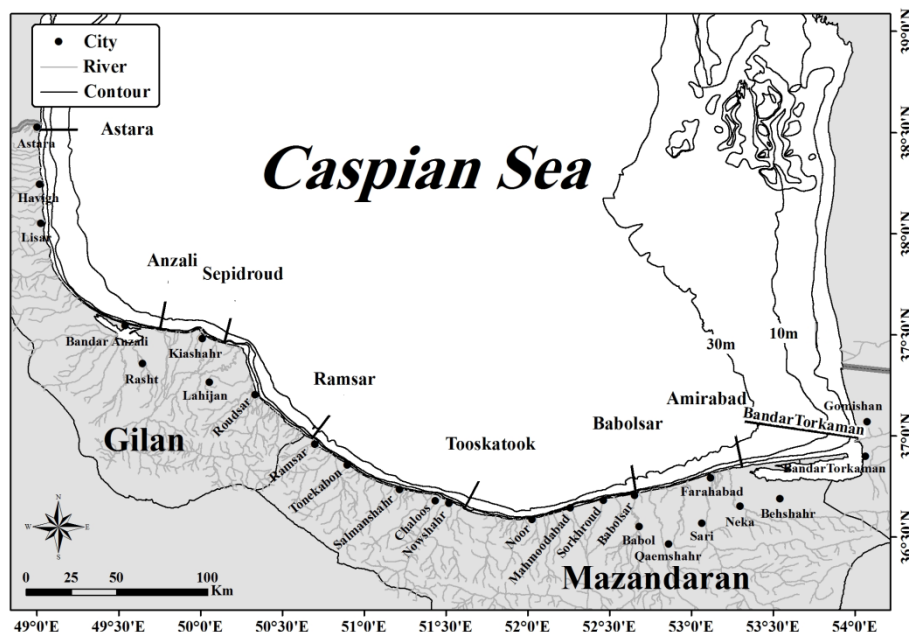 City
River
Contour
Caspian Sea
Astara
Astara
Havigh
Lisar
Anzali
Sepidroud
Bandar Anzali
Kiashahr
Rasht
Lahijan
Roudsar
Gilan
Ramsar
Ramsar
Tonekabon
Salmanshahr
Chaloos
Nowshahr
Tooskatook
Noor
Mahmoodabad
Sorkhroud
Babolsar
Babolsar
Amirabad
30m
10m
Gomishan
BandarTorkaman
BandarTorkaman
Farahabad
Behshahr
Neka
Sari
Babol
Qaemshahr
Mazandaran
N
W
E
S
0 25 50 100
Km
49°0' 49°30' 50°0' 50°30' 51°0' 51°30' 52°0' 52°30' 53°0' 53°30' 54°0'E
39°0'N
38°30'N
38°0'N
37°30'N
37°0'N
36°30'N